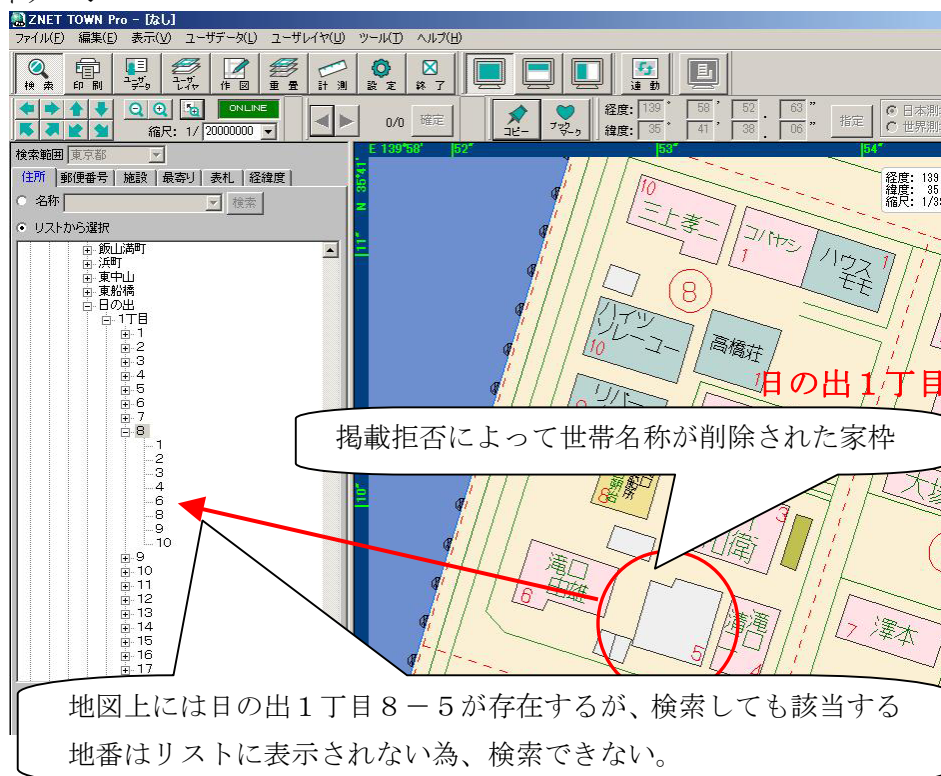 ZNET TOWN Pro - [なし]
ファイル(F) 編集(E) 表示(V) ユーザデータ(L) ユーザレイヤ(U) ツール(T) ヘルプ(H)
検 索 印 刷 ユーザデータ ユーザレイヤ 作 図 重 畳 計 測 設 定 終 了 連 動
ONLINE
縮尺: 1/ 20000000
0/0 確定
コピー ブックマーク
経度: 139 ° 58 ' 52 . 63 "
緯度: 35 ° 41 ' 38 . 06 "
指定
日本測
世界測
検索範囲 東京都
住所 郵便番号 施設 最寄り 表札 経緯度
名称 検索
リストから選択
飯山満町
浜町
東中山
東船橋
日の出
1丁目
1
2
3
4
5
6
7
8
1
2
3
4
6
8
9
10
9
10
11
12
13
14
15
16
17
E 139°58' 52" 53" 54"
N 35°41' 11"
10"
経度: 139
緯度: 35
縮尺: 1/35
10
三上孝二
コバヤシ
1
ハウスモモ
1
8
ハイツ
ソレーユー
10
高橋荘
1
日の出1丁目
リバー
掲載拒否によって世帯名称が削除された家枠
8
3
衛
大場
滝口
由雄
6
5
滝
清
4
7 澤本
地図上には日の出1丁目8-5が存在するが、検索しても該当する
地番はリストに表示されない為、検索できない。